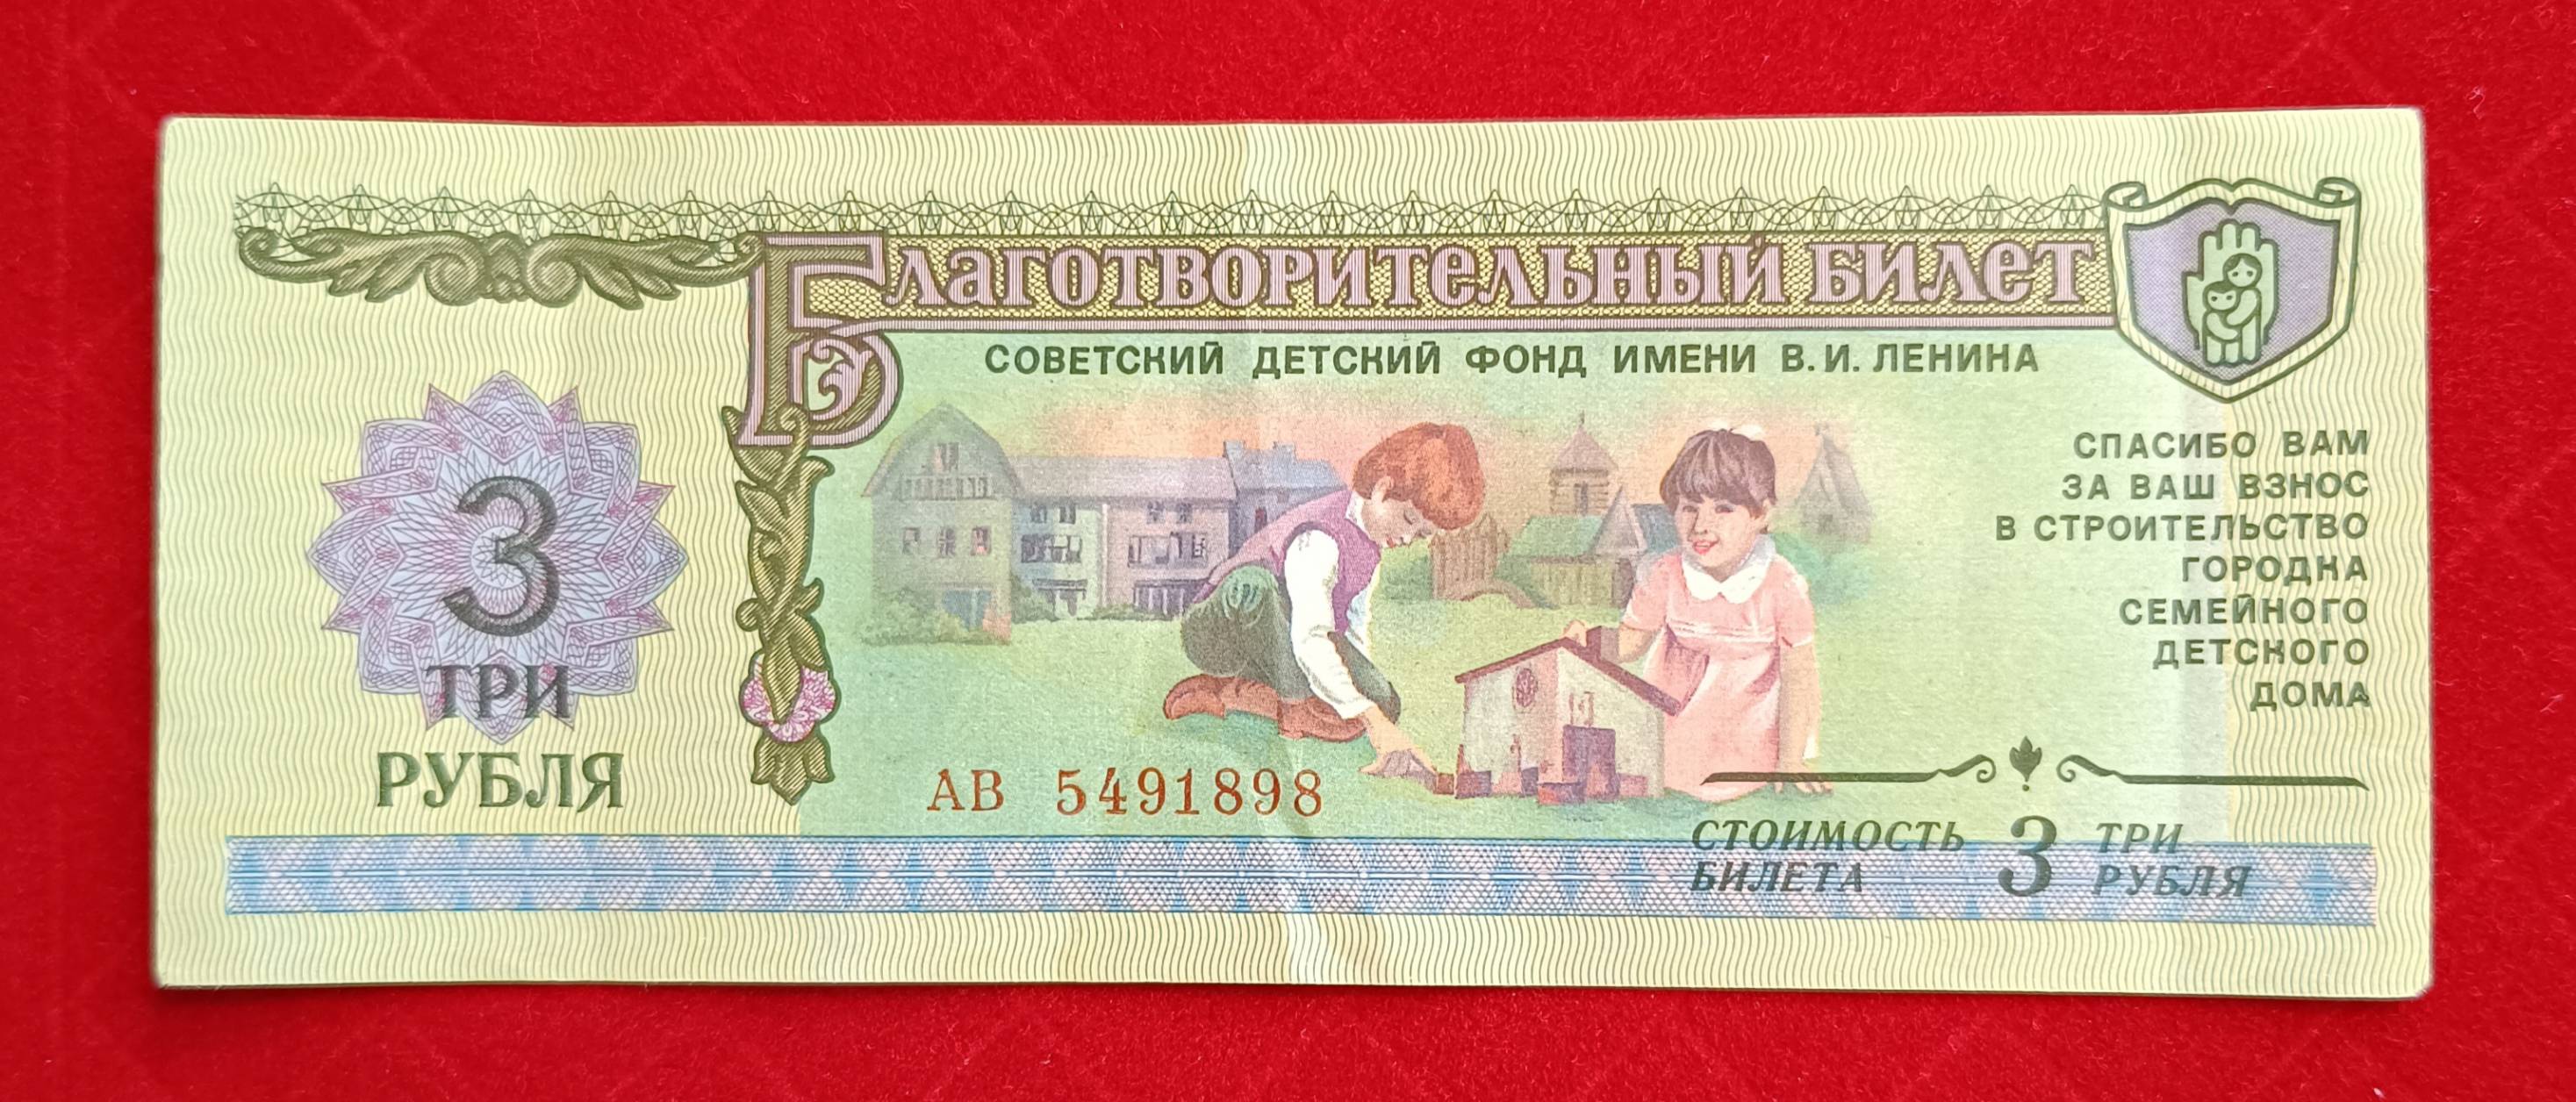 Благотворительный билет
СОВЕТСКИЙ ДЕТСКИЙ ФОНД ИМЕНИ В.И. ЛЕНИНА
3
ТРИ
РУБЛЯ
СПАСИБО ВАМ
ЗА ВАШ ВЗНОС
В СТРОИТЕЛЬСТВО
ГОРОДКА
СЕМЕЙНОГО
ДЕТСКОГО
ДОМА
АВ 5491898
СТОИМОСТЬ
БИЛЕТА
3
ТРИ
РУБЛЯ